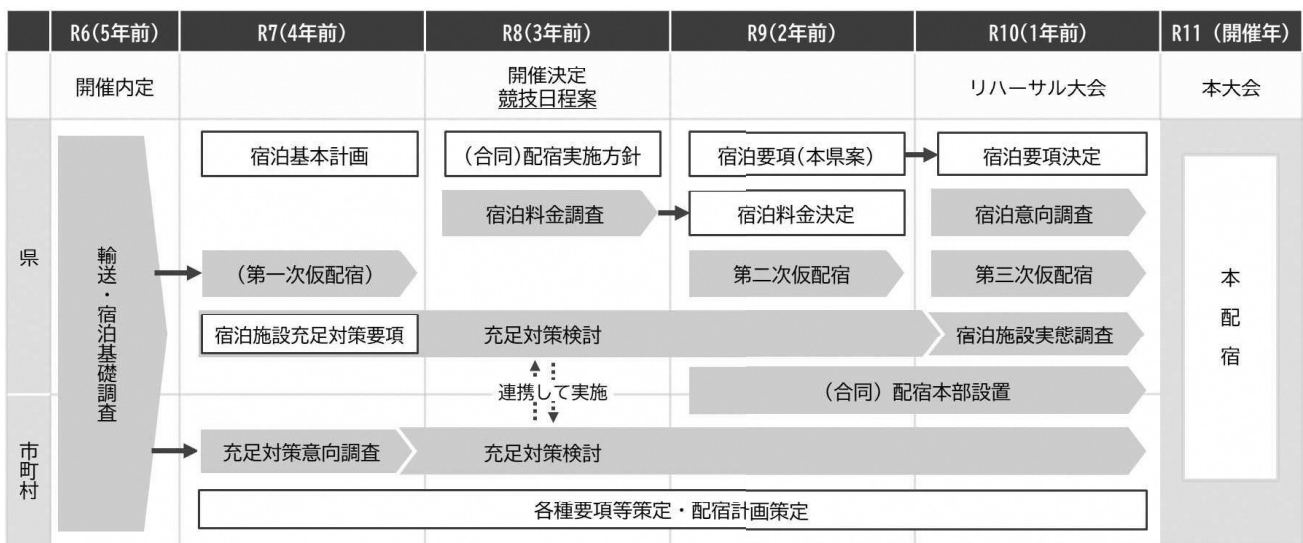 R6(5年前)
R7(4年前)
R8(3年前)
R9(2年前)
R10(1年前)
R11（開催年）
開催内定
開催決定
競技日程案
リハーサル大会
本大会
県
輸送・宿泊基礎調査
宿泊基本計画
(合同)配宿実施方針
宿泊要項(本県案)
宿泊要項決定
宿泊料金調査
宿泊料金決定
宿泊意向調査
(第一次仮配宿)
第二次仮配宿
第三次仮配宿
宿泊施設充足対策要項
充足対策検討
宿泊施設実態調査
連携して実施
(合同）配宿本部設置
市町村
充足対策意向調査
充足対策検討
各種要項等策定・配宿計画策定
本配宿